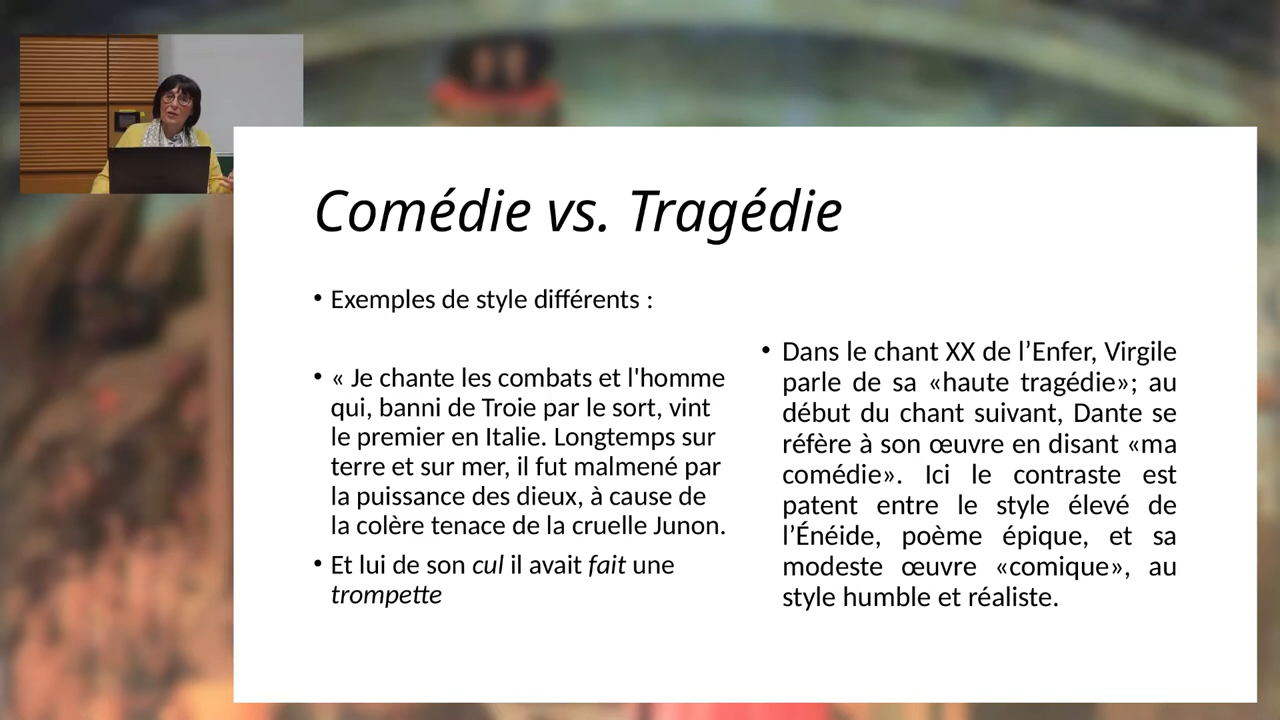 Comédie vs. Tragédie
• Exemples de style différents :
• « Je chante les combats et l'homme
qui, banni de Troie par le sort, vint
le premier en Italie. Longtemps sur
terre et sur mer, il fut malmené par
la puissance des dieux, à cause de
la colère tenace de la cruelle Junon.
• Et lui de son cul il avait fait une
trompette
• Dans le chant XX de l’Enfer, Virgile
parle de sa «haute tragédie»; au
début du chant suivant, Dante se
réfère à son œuvre en disant «ma
comédie». Ici le contraste est
patent entre le style élevé de
l’Énéide, poème épique, et sa
modeste œuvre «comique», au
style humble et réaliste.